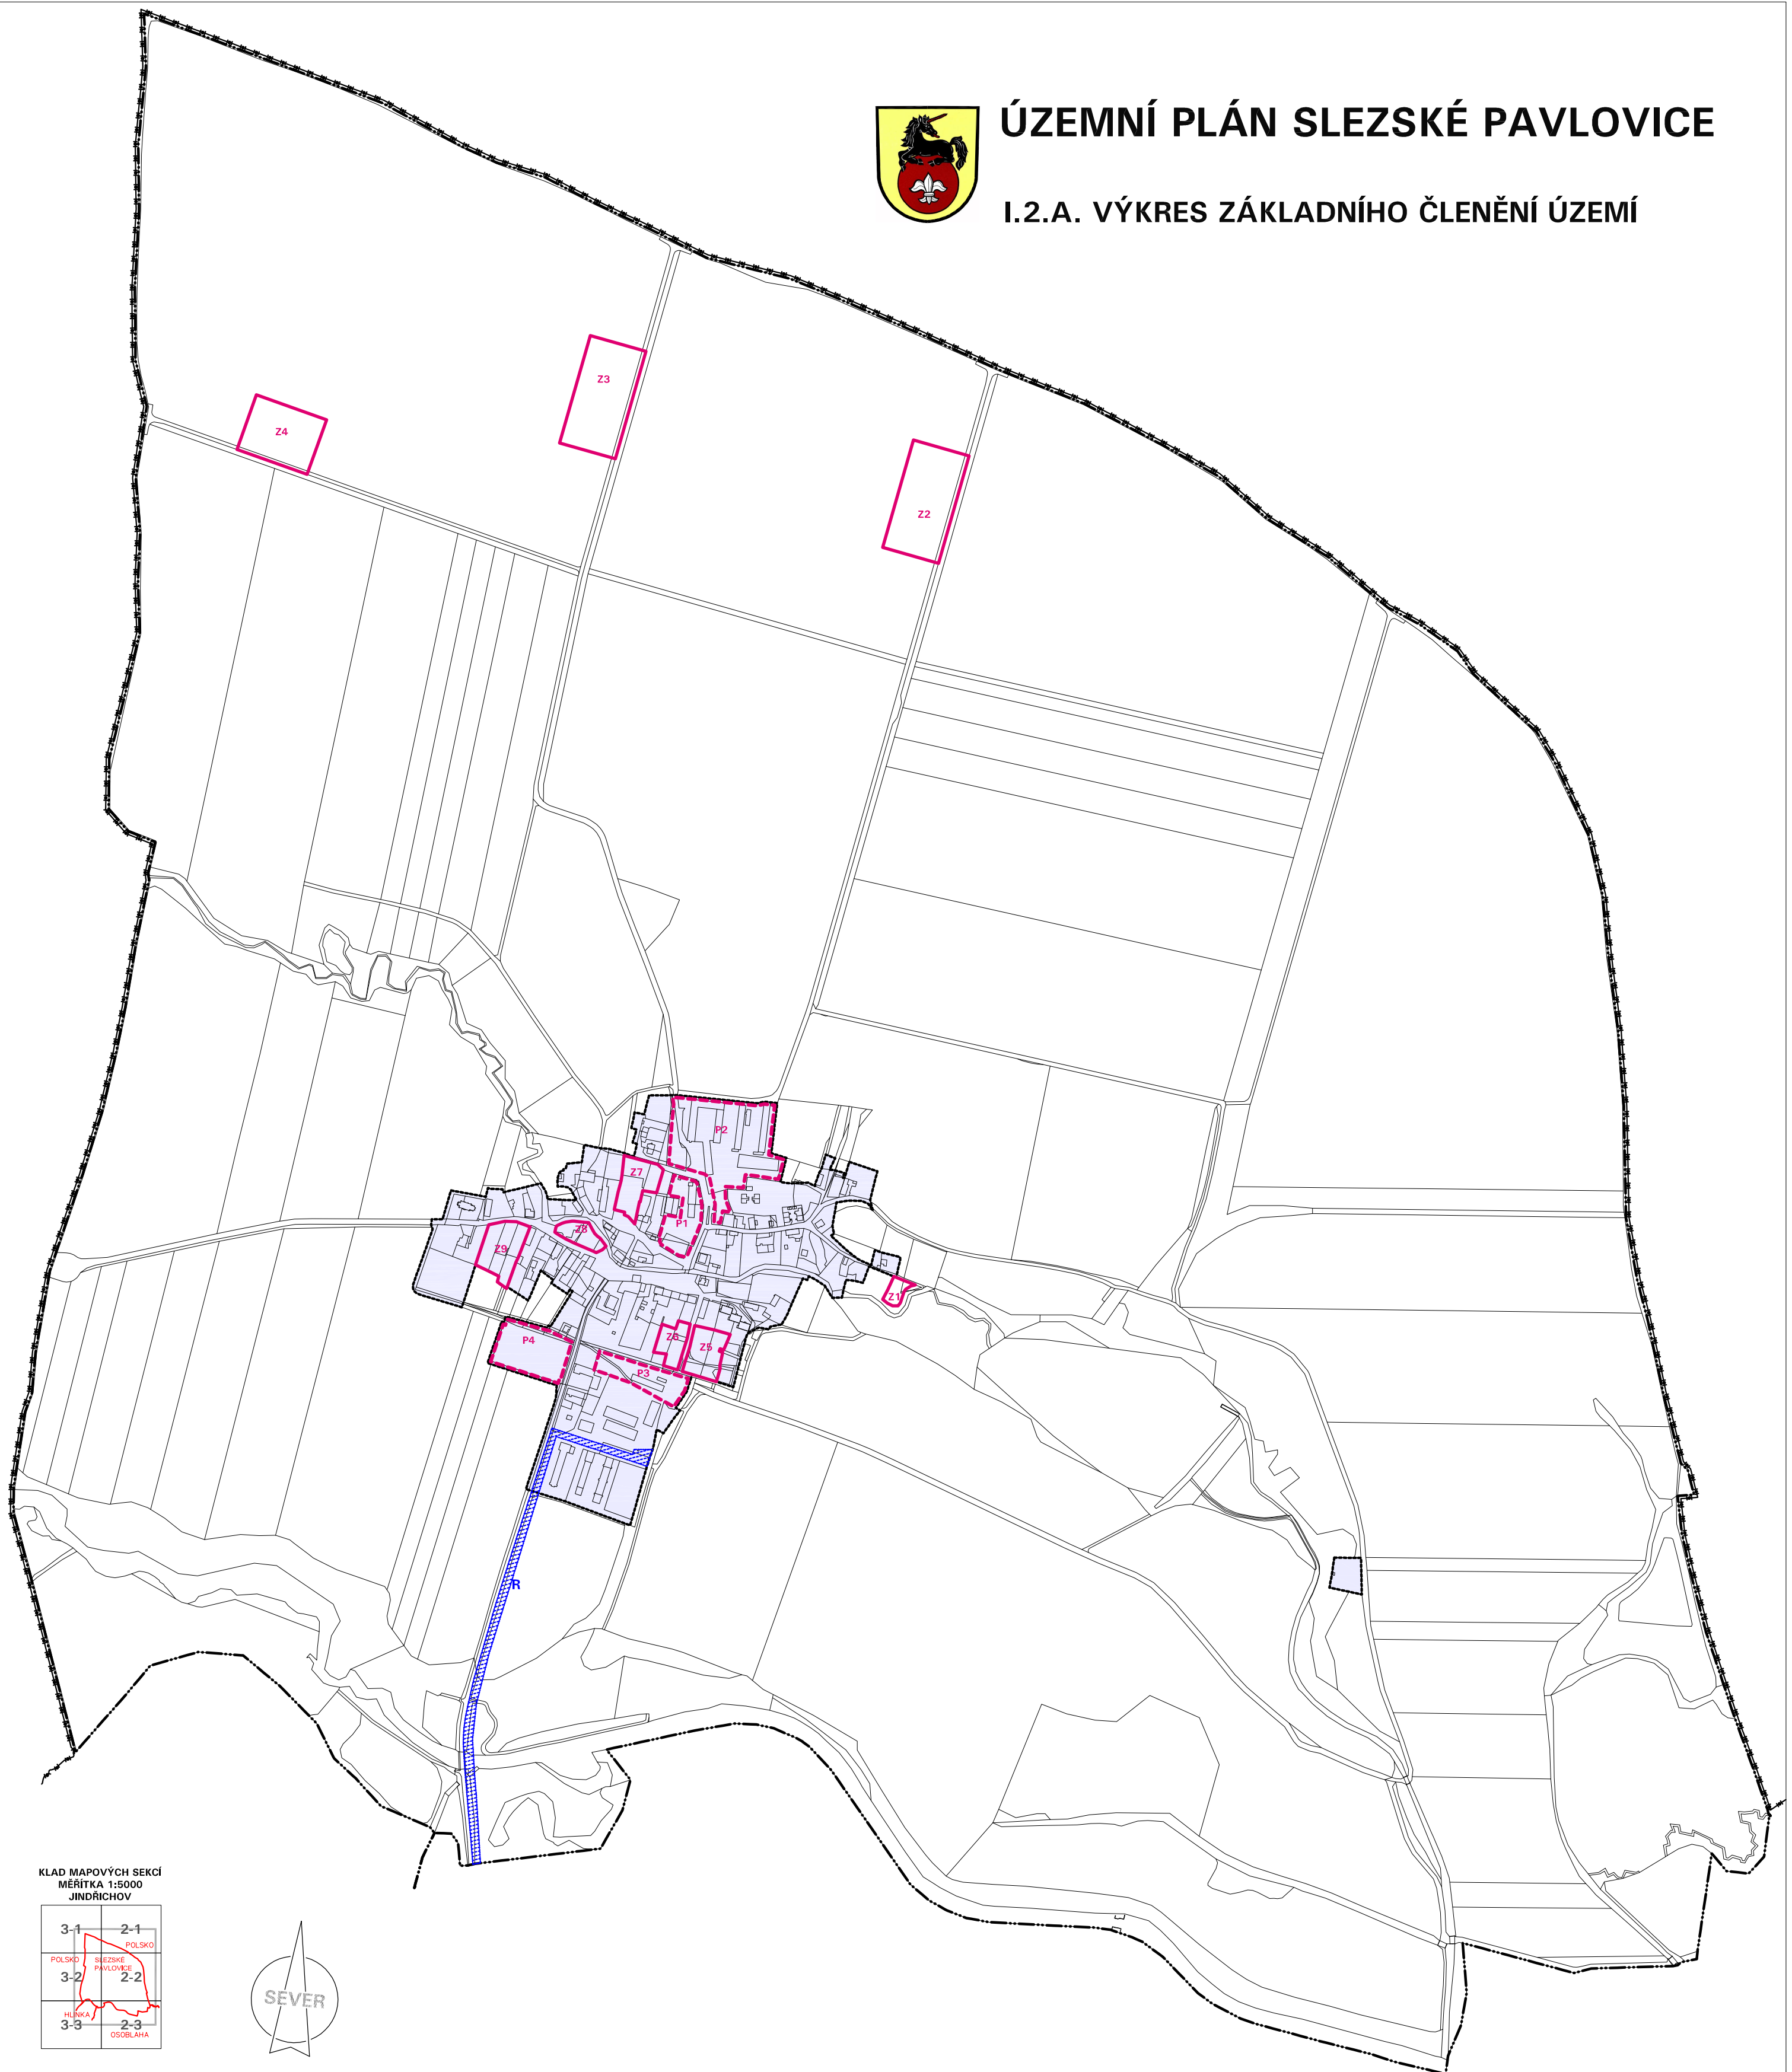 ÚZEMNÍ PLÁN SLEZSKÉ PAVLOVICE
I.2.A. VÝKRES ZÁKLADNÍHO ČLENĚNÍ ÚZEMÍ
Z3
Z4
Z2
P2
Z7
P1
Z8
Z9
Z1
Z6
Z5
P4
P3
R
KLAD MAPOVÝCH SEKCÍ
MĚŘÍTKA 1:5000
JINDŘICHOV
3-1 2-1
POLSKO
POLSKO SLEZSKÉ
PAVLOVICE
3-2 2-2
HLINKA
3-3 2-3
OSOBLAHA
SEVER